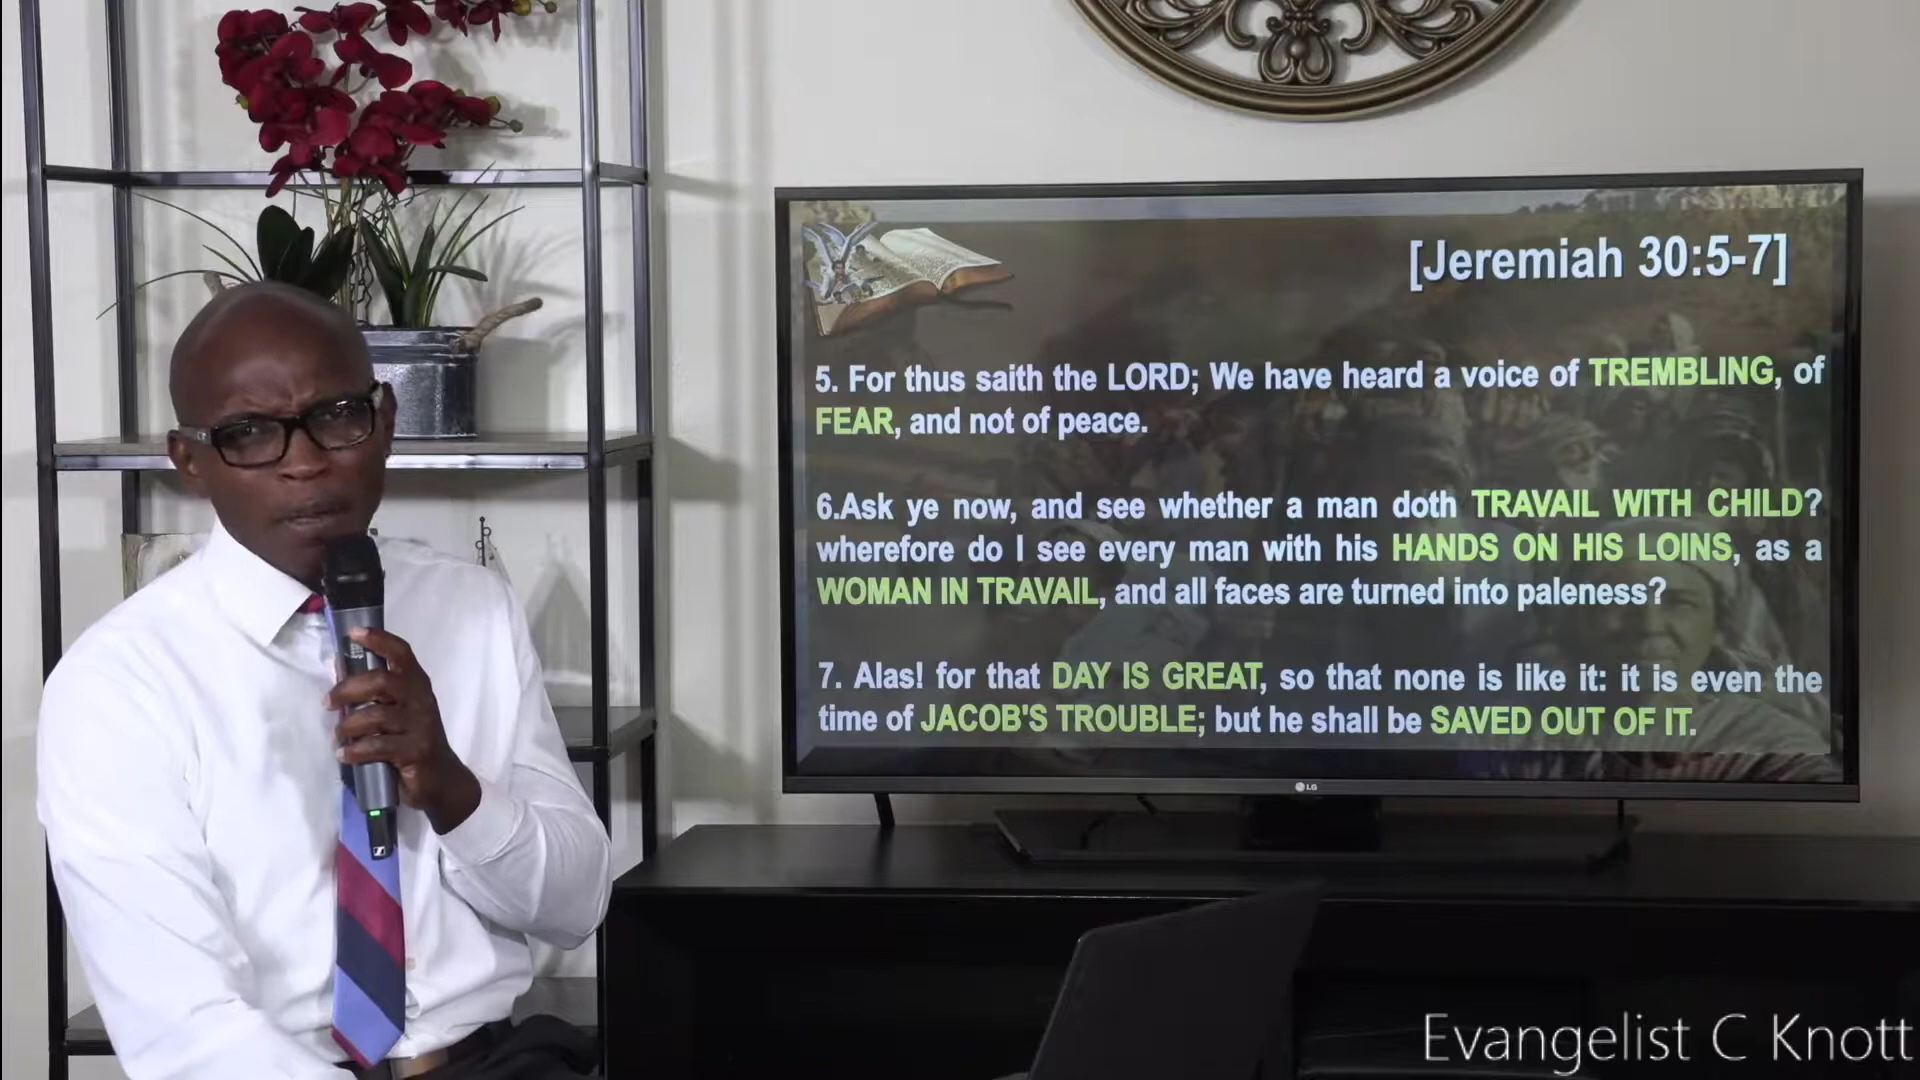 [Jeremiah 30:5-7]
5. For thus saith the LORD; We have heard a voice of TREMBLING, of
FEAR, and not of peace.
6.Ask ye now, and see whether a man doth TRAVAIL WITH CHILD?
wherefore do I see every man with his HANDS ON HIS LOINS, as a
WOMAN IN TRAVAIL, and all faces are turned into paleness?
7. Alas! for that DAY IS GREAT, so that none is like it: it is even the
time of JACOB'S TROUBLE; but he shall be SAVED OUT OF IT.
LG
Evangelist C Knott